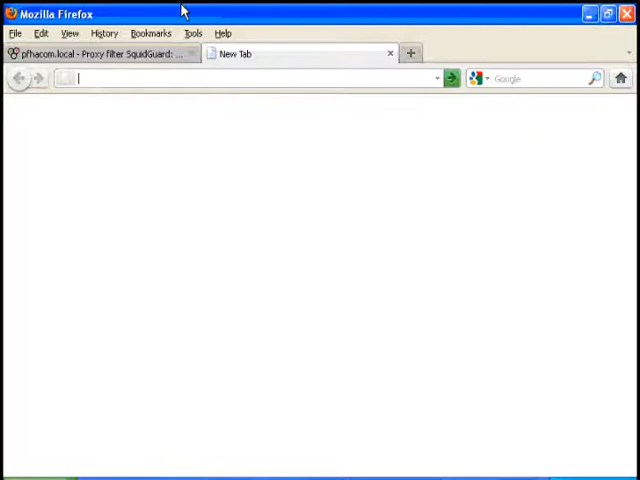 Mozilla Firefox
File Edit View History Bookmarks Tools Help
pfhacom.local - Proxy filter SquidGuard: ... New Tab
Google